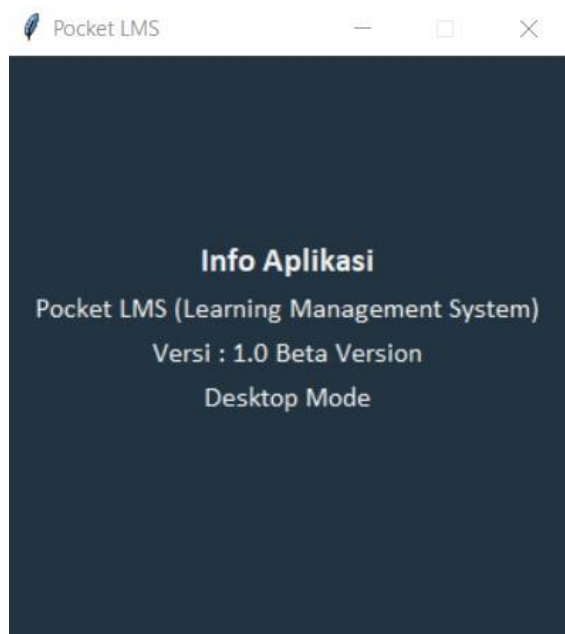 Pocket LMS
Info Aplikasi
Pocket LMS (Learning Management System)
Versi : 1.0 Beta Version
Desktop Mode